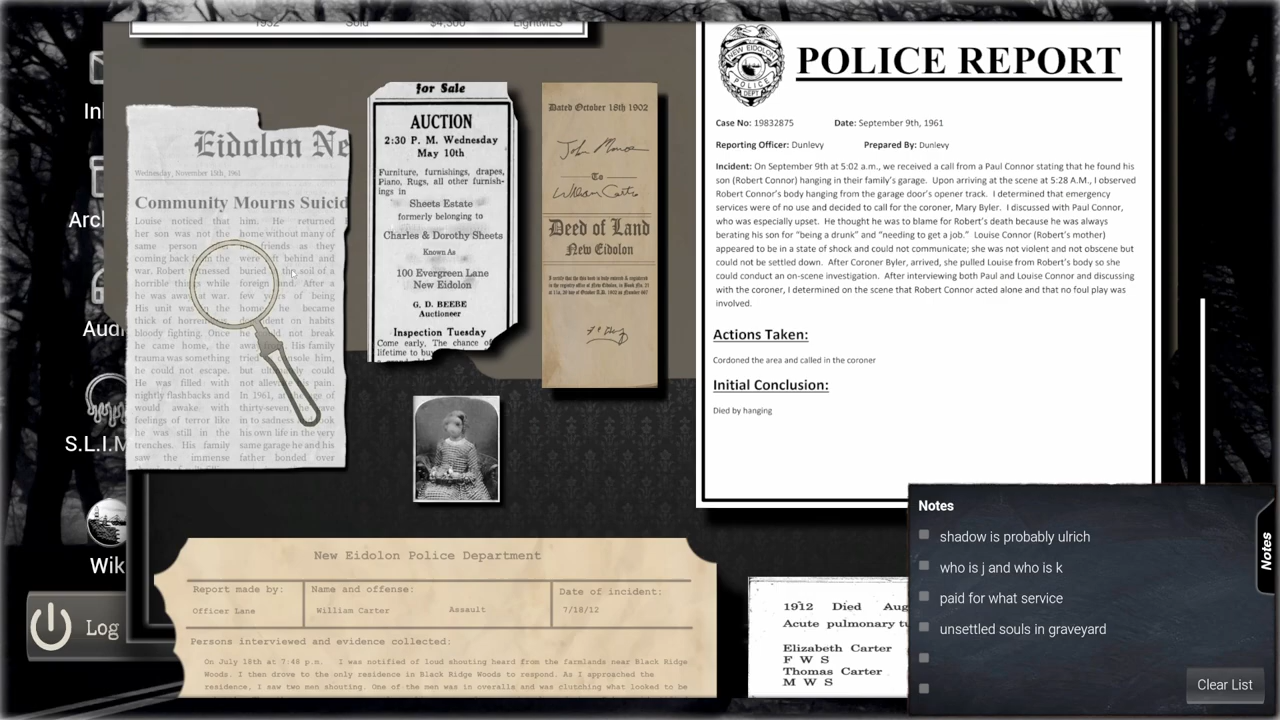 1932 Sold $4,300 LightMLS
Inl
Arc
Aud
S.L.I.M
Wik
Log
Eidolon Ne
Wednesday, November 15th, 1961
Community Mourns Suicid
Louise noticed that
her son was not the
same person
coming back from the
war. Robert witnessed
horrible things while
he was away at war.
His unit was in the
thick of horrendous
bloody fighting. Once
he came home, the
trauma was something
he could not escape.
He was filled with
nightly flashbacks and
would awake with
feelings of terror like
he was still in the
trenches. His family
saw the immense
him. He returned
home without many of
his friends as they
were left behind and
buried in the soil of a
foreign land. After a
few years of being
home, he became
dependent on habits
he could not break
away from. His family
tried to console him,
but ultimately could
not alleviate his pain.
In 1961, at the age of
thirty-seven, he gave
in to sadness and took
his own life in the very
same garage he and his
father bonded over
for Sale
AUCTION
2:30 P. M. Wednesday
May 10th
Furniture, furnishings, drapes,
Piano, Rugs, all other furnish-
ings in
Sheets Estate
formerly belonging to
Charles & Dorothy Sheets
Known As
100 Evergreen Lane
New Eidolon
G. D. BEEBE
Auctioneer
Inspection Tuesday
Come early. The chance of
lifetime to buy
Dated October 18th 1902
John
To
William Carter
Deed of Land
New Eidolon
NEW EIDOLON
POLICE
DEPT
POLICE REPORT
Case No: 19832875 Date: September 9th, 1961
Reporting Officer: Dunlevy Prepared By: Dunlevy
Incident: On September 9th at 5:02 a.m., we received a call from a Paul Connor stating that he found his
son (Robert Connor) hanging in their family's garage. Upon arriving at the scene at 5:28 A.M., I observed
Robert Connor's body hanging from the garage door's opener track. I determined that emergency
services were of no use and decided to call for the coroner, Mary Byler. I discussed with Paul Connor,
who was especially upset. He thought he was to blame for Robert's death because he was always
berating his son for "being a drunk" and "needing to get a job." Louise Connor (Robert's mother)
appeared to be in a state of shock and could not communicate; she was not violent and not obscene but
could not be settled down. After Coroner Byler, arrived, she pulled Louise from Robert's body so she
could conduct an on-scene investigation. After interviewing both Paul and Louise Connor and discussing
with the coroner, I determined on the scene that Robert Connor acted alone and that no foul play was
involved.
Actions Taken:
Cordoned the area and called in the coroner
Initial Conclusion:
Died by hanging
New Eidolon Police Department
Report made by: Name and offense: Date of incident:
Officer Lane William Carter Assault 7/18/12
Persons interviewed and evidence collected:
On July 18th at 7:48 p.m. I was notified of loud shouting heard from the farmlands near Black Ridge
Woods. I then drove to the only residence in Black Ridge Woods to respond. As I approached the
residence, I saw two men shouting. One of the men was in overalls and was clutching what looked to be
1912 Died Aug
Acute pulmonary tu
Elizabeth Carter
F W S
Thomas Carter
M W S
Notes
shadow is probably ulrich
who is j and who is k
paid for what service
unsettled souls in graveyard
Clear List
Notes